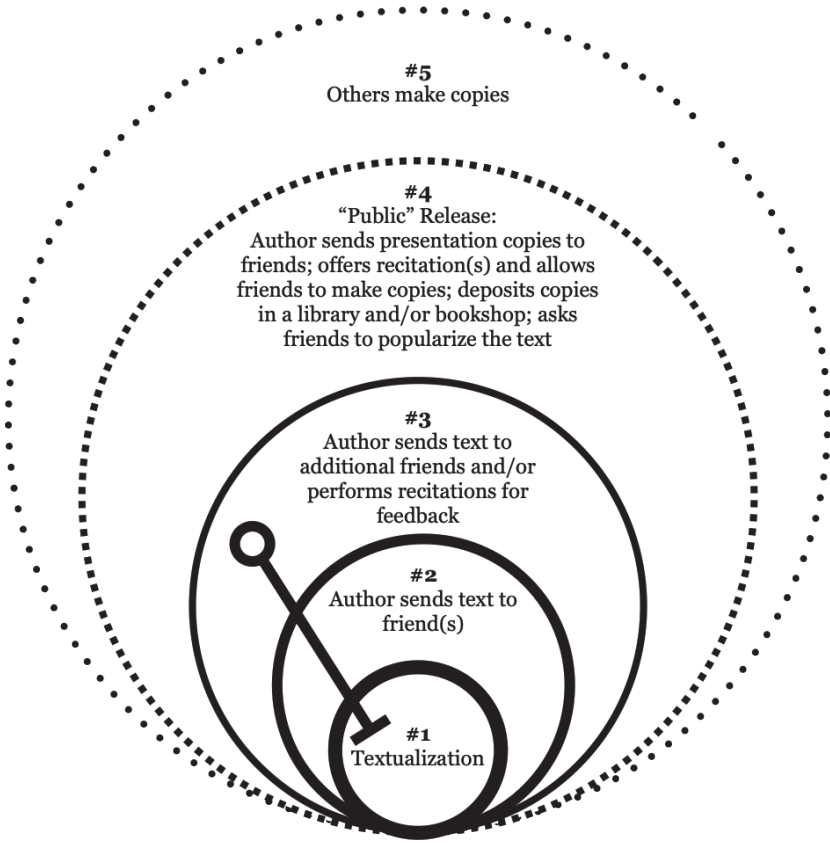 #5
Others make copies
#4
“Public” Release:
Author sends presentation copies to
friends; offers recitation(s) and allows
friends to make copies; deposits copies
in a library and/or bookshop; asks
friends to popularize the text
#3
Author sends text to
additional friends and/or
performs recitations for
feedback
#2
Author sends text to
friend(s)
#1
Textualization